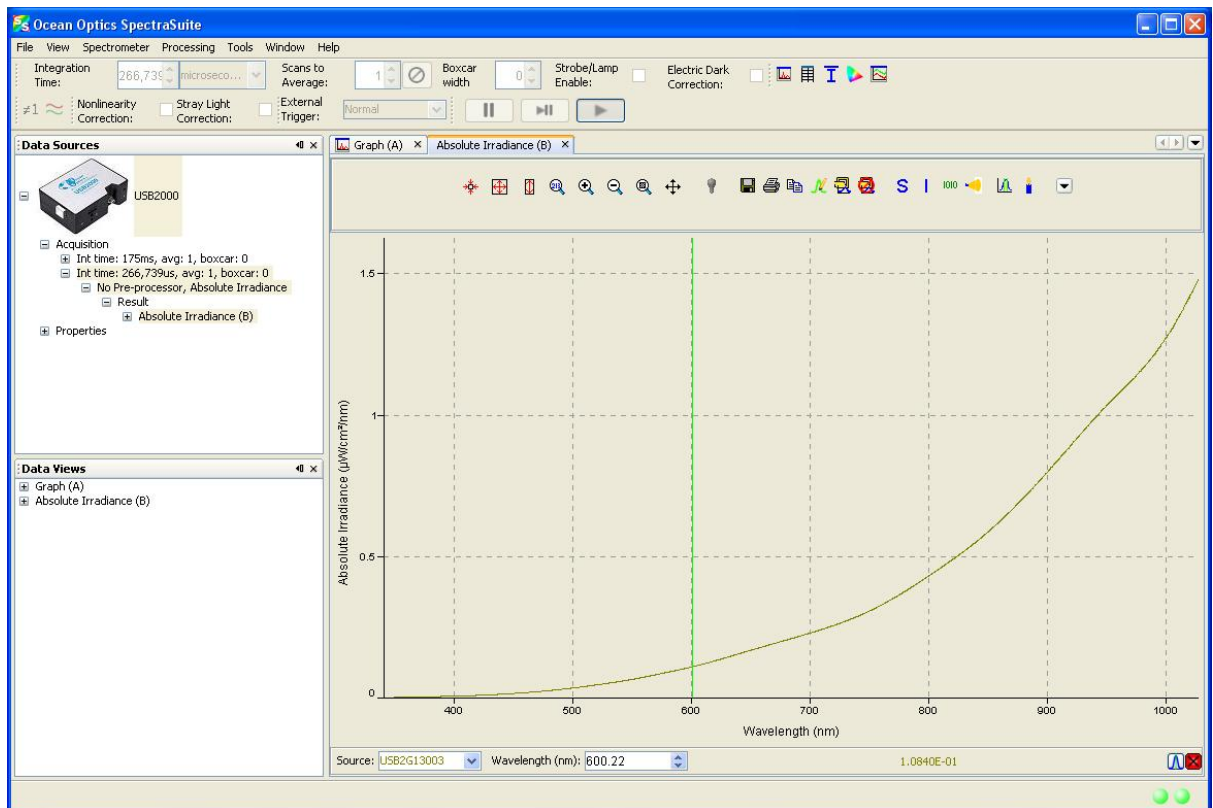 Ocean Optics SpectraSuite
File View Spectrometer Processing Tools Window Help
Integration Time: 266,739 microseco... Scans to Average: 1 Boxcar width 0 Strobe/Lamp Enable: Electric Dark Correction:
≠1 Nonlinearity Correction: Stray Light Correction: External Trigger: Normal
Data Sources
USB2000
Acquisition
Int time: 175ms, avg: 1, boxcar: 0
Int time: 266,739us, avg: 1, boxcar: 0
No Pre-processor, Absolute Irradiance
Result
Absolute Irradiance (B)
Properties
Data Views
Graph (A)
Absolute Irradiance (B)
Graph (A) Absolute Irradiance (B)
S I 1010
Absolute Irradiance (µW/cm²/nm)
1.5
1
0.5
0
400 500 600 700 800 900 1000
Wavelength (nm)
Source: USB2G13003 Wavelength (nm): 600.22 1.0840E-01